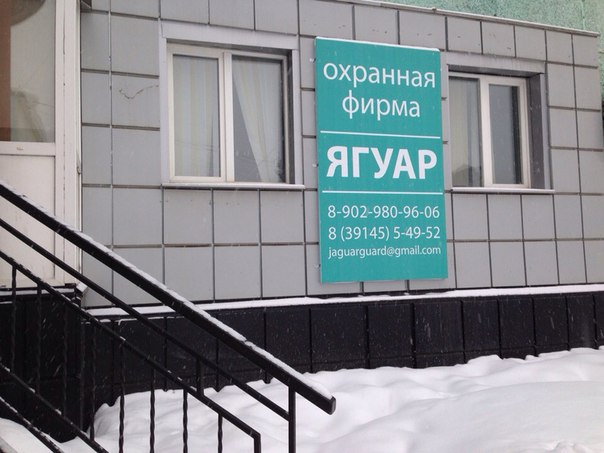 охранная
фирма
ЯГУАР
8-902-980-96-06
8 (39145) 5-49-52
jaguarguard@gmail.com